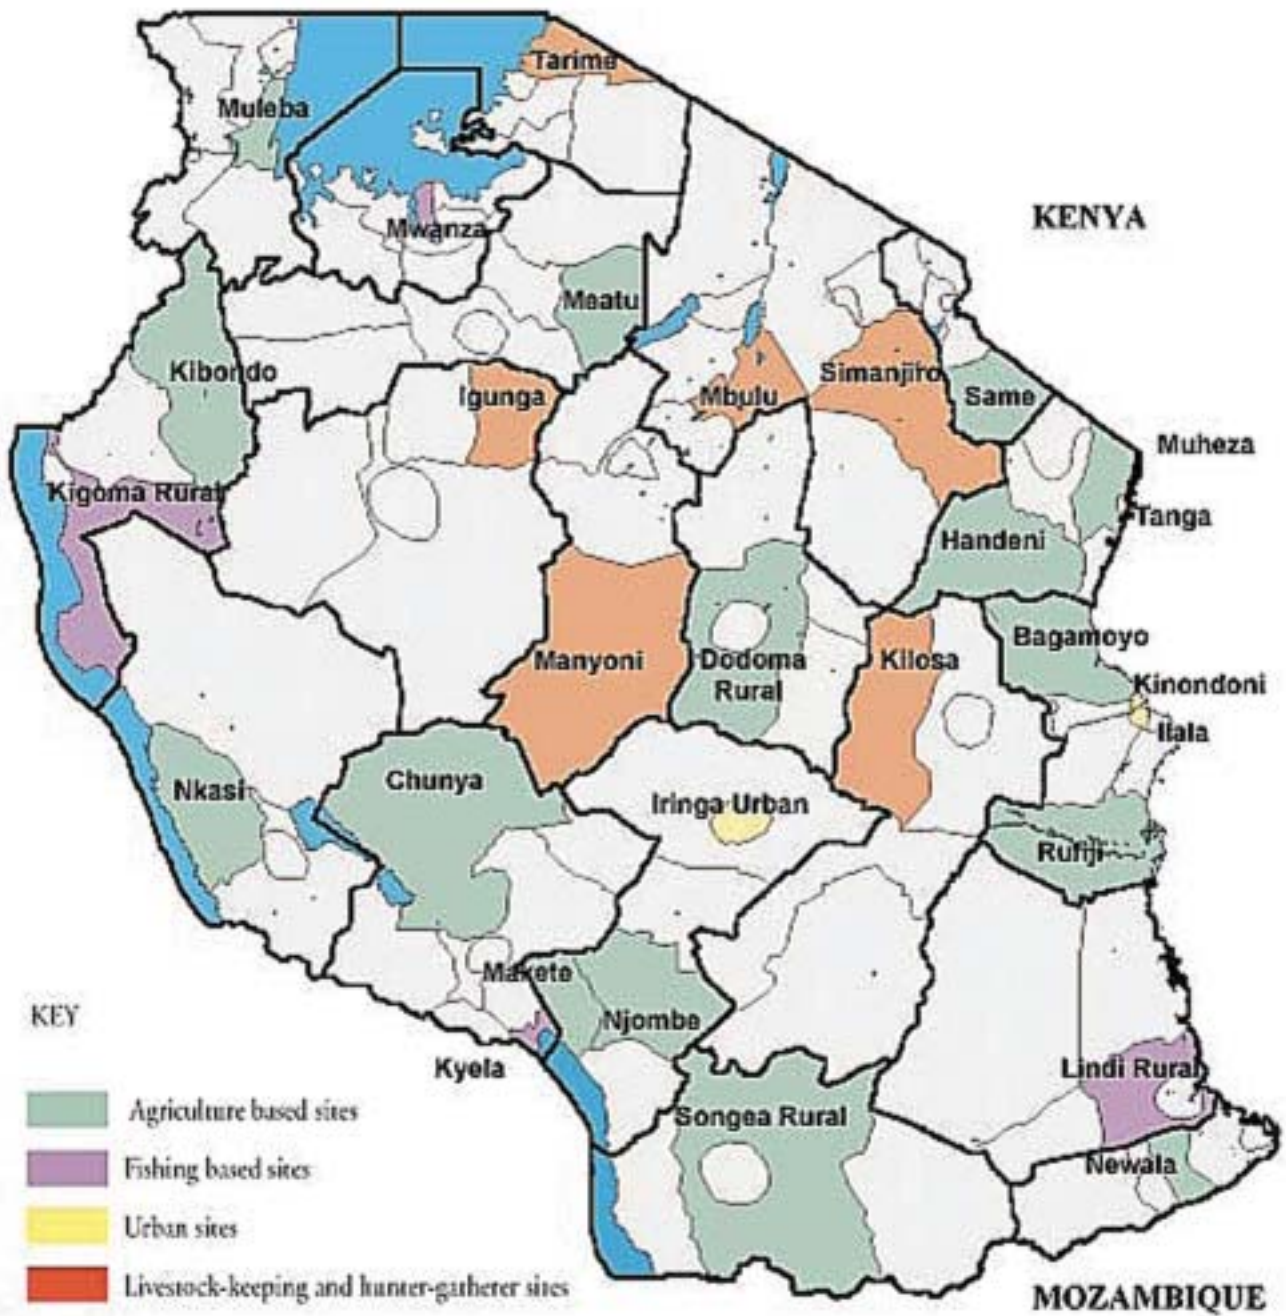 Tarime
Muleba
KENYA
Mwanza
Meatu
Kibondo
Igunga
Mbulu
Simanjiro
Same
Muheza
Kigoma Rural
Tanga
Handeni
Bagamoyo
Manyoni
Dodoma
Rural
Kilosa
Kinondoni
Ilala
Nkasi
Chunya
Iringa Urban
Rufiji
Makete
Njombe
KEY
Kyela
Lindi Rural
Agriculture based sites
Songea Rural
Fishing based sites
Newala
Urban sites
Livestock-keeping and hunter-gatherer sites
MOZAMBIQUE